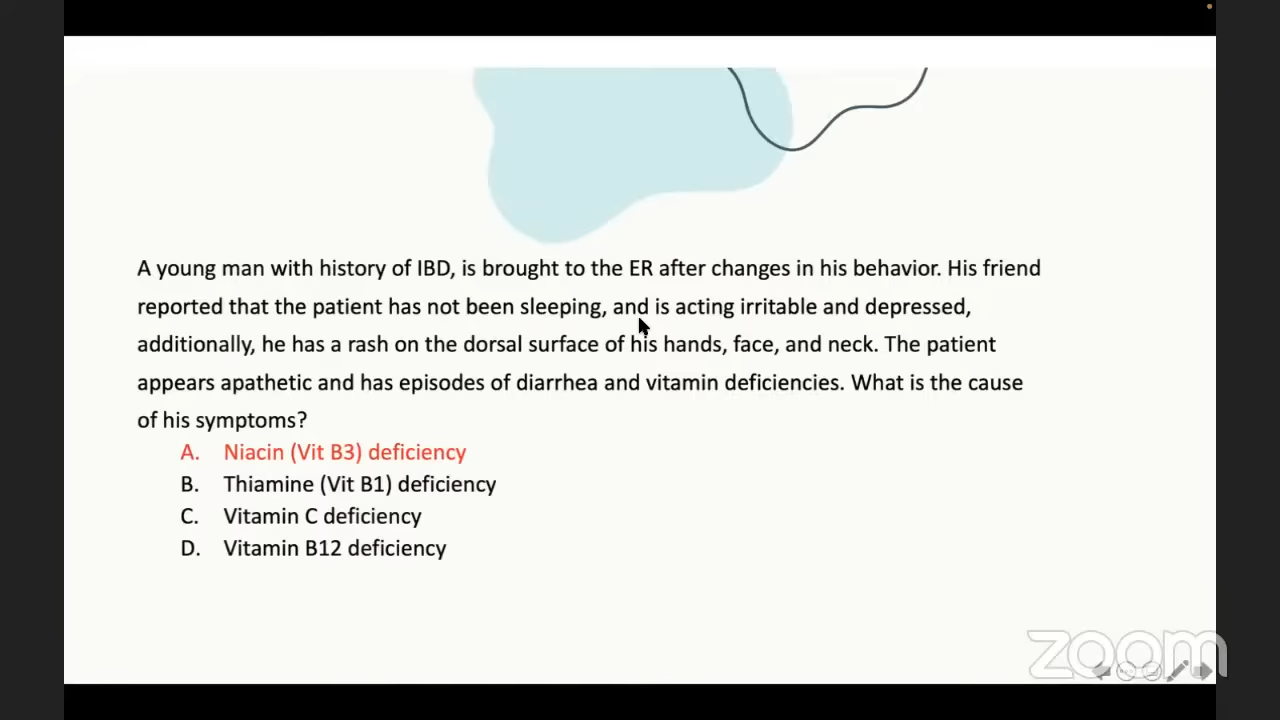 A young man with history of IBD, is brought to the ER after changes in his behavior. His friend
reported that the patient has not been sleeping, and is acting irritable and depressed,
additionally, he has a rash on the dorsal surface of his hands, face, and neck. The patient
appears apathetic and has episodes of diarrhea and vitamin deficiencies. What is the cause
of his symptoms?
A. Niacin (Vit B3) deficiency
B. Thiamine (Vit B1) deficiency
C. Vitamin C deficiency
D. Vitamin B12 deficiency
zoom